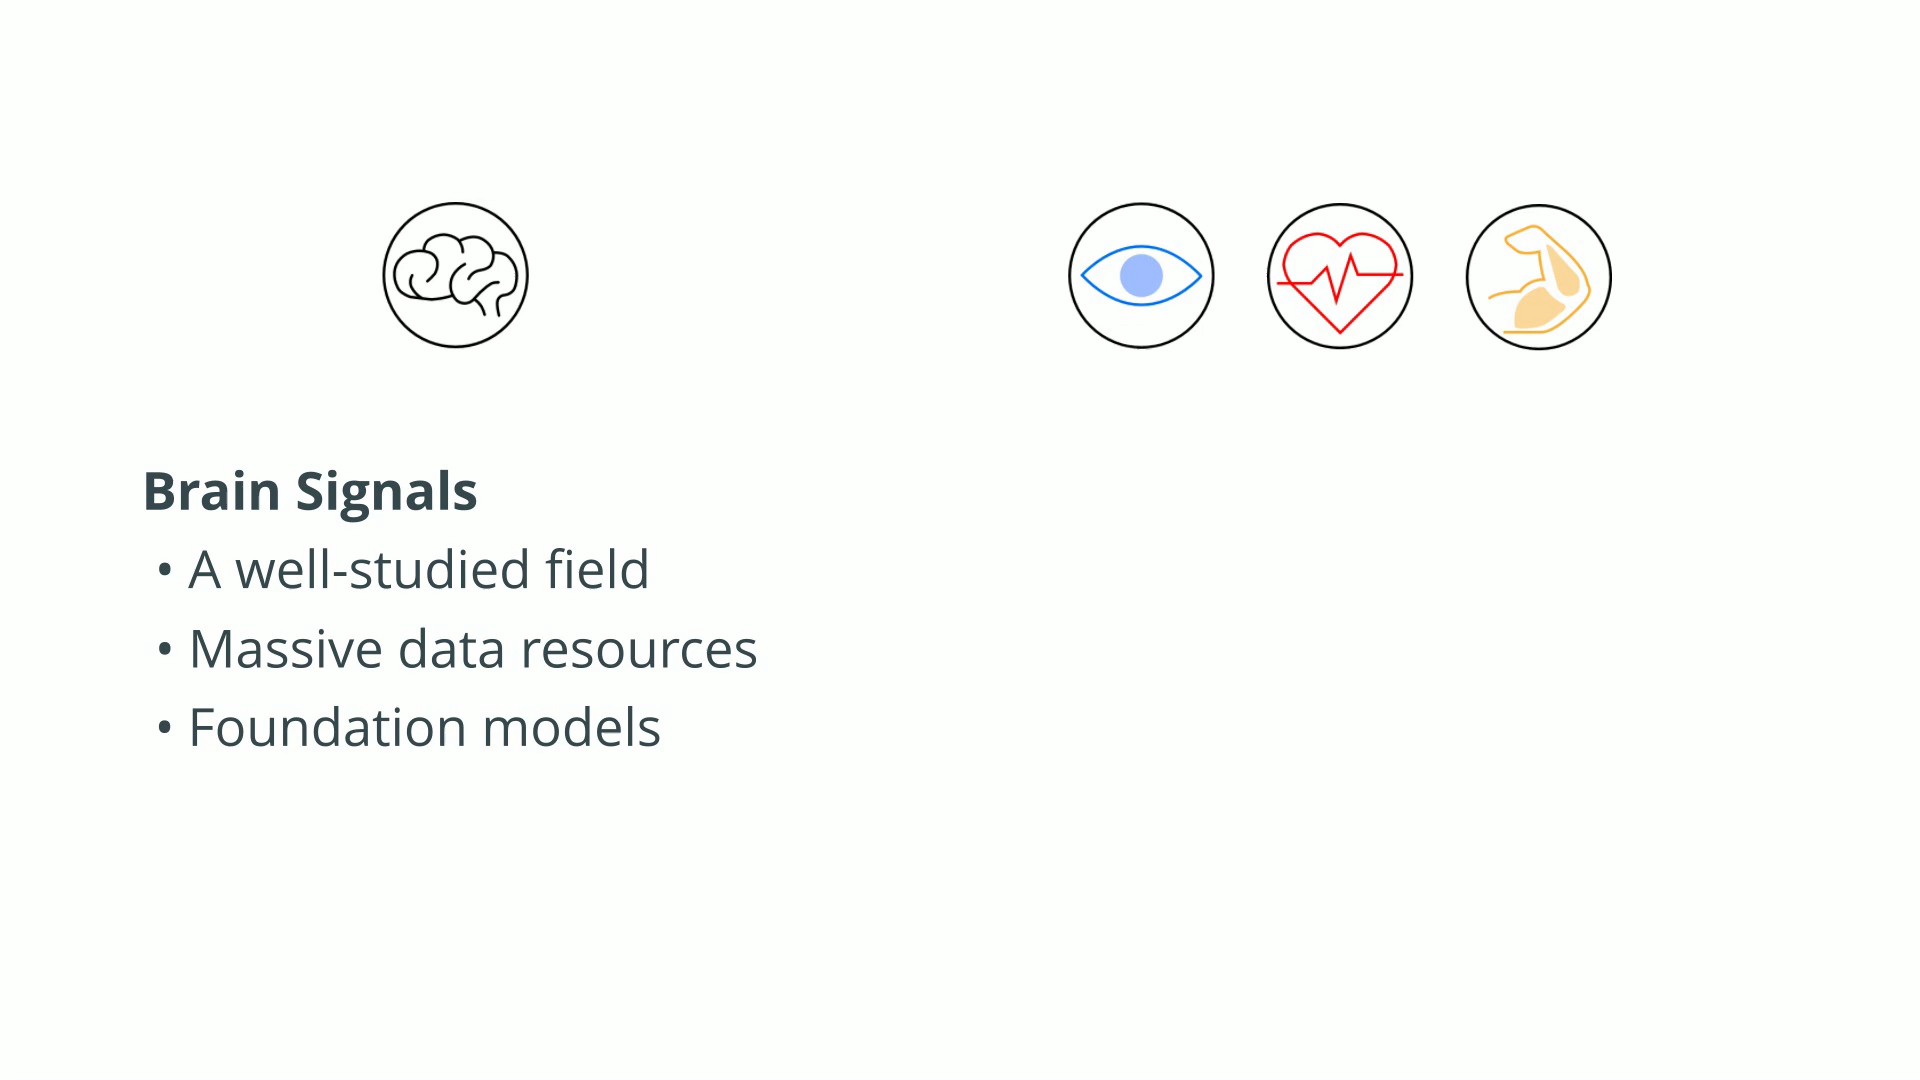 Brain Signals
• A well-studied field
• Massive data resources
• Foundation models